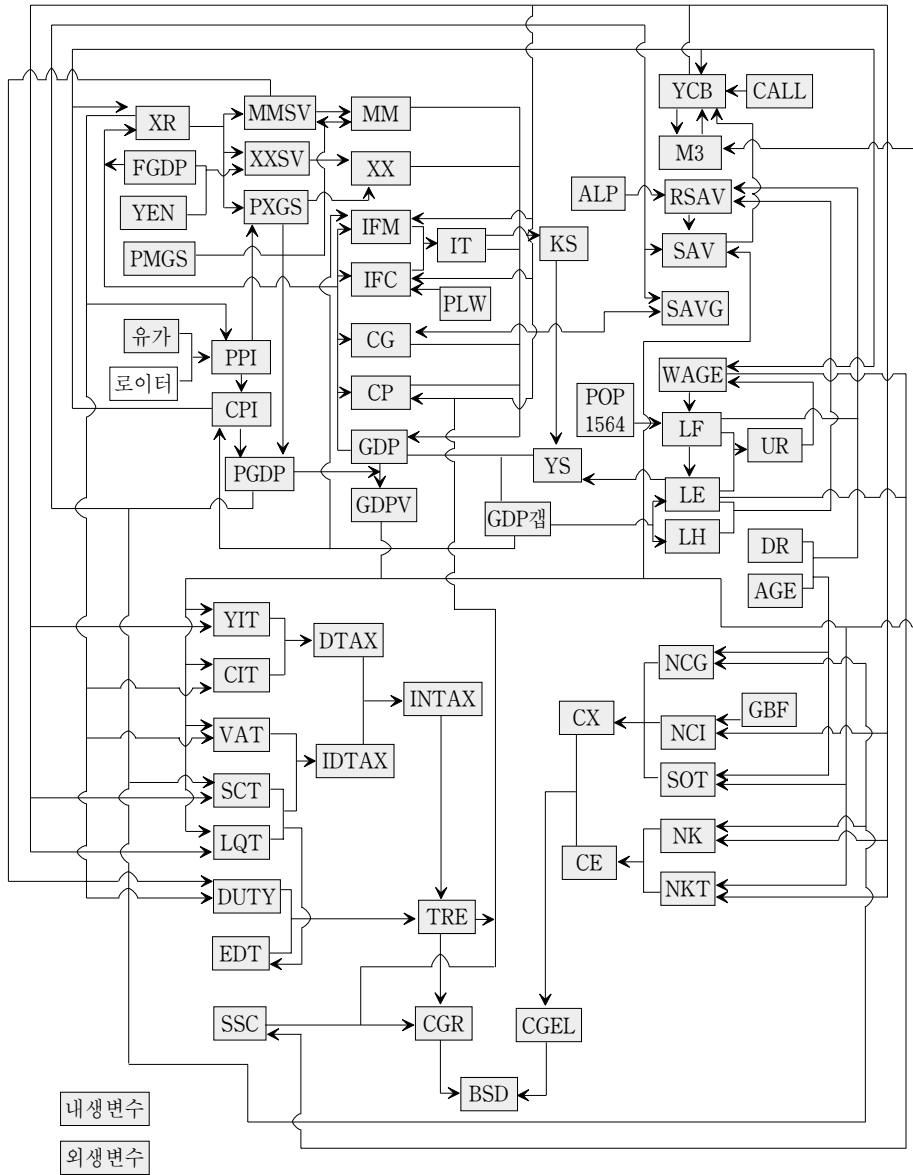 YCB
CALL
MMSV
MM
XR
M3
XXSV
XX
FGDP
ALP
RSAV
YEN
PXGS
IFM
IT
KS
SAV
PMGS
IFC
PLW
SAVG
유가
CG
PPI
WAGE
로이터
CP
POP
1564
CPI
LF
UR
GDP
YS
PGDP
LE
GDPV
GDP갭
LH
DR
AGE
YIT
DTAX
NCG
CIT
INTAX
GBF
CX
NCI
VAT
IDTAX
SOT
SCT
NK
LQT
CE
NKT
DUTY
TRE
EDT
SSC
CGR
CGEL
BSD
내생변수
외생변수